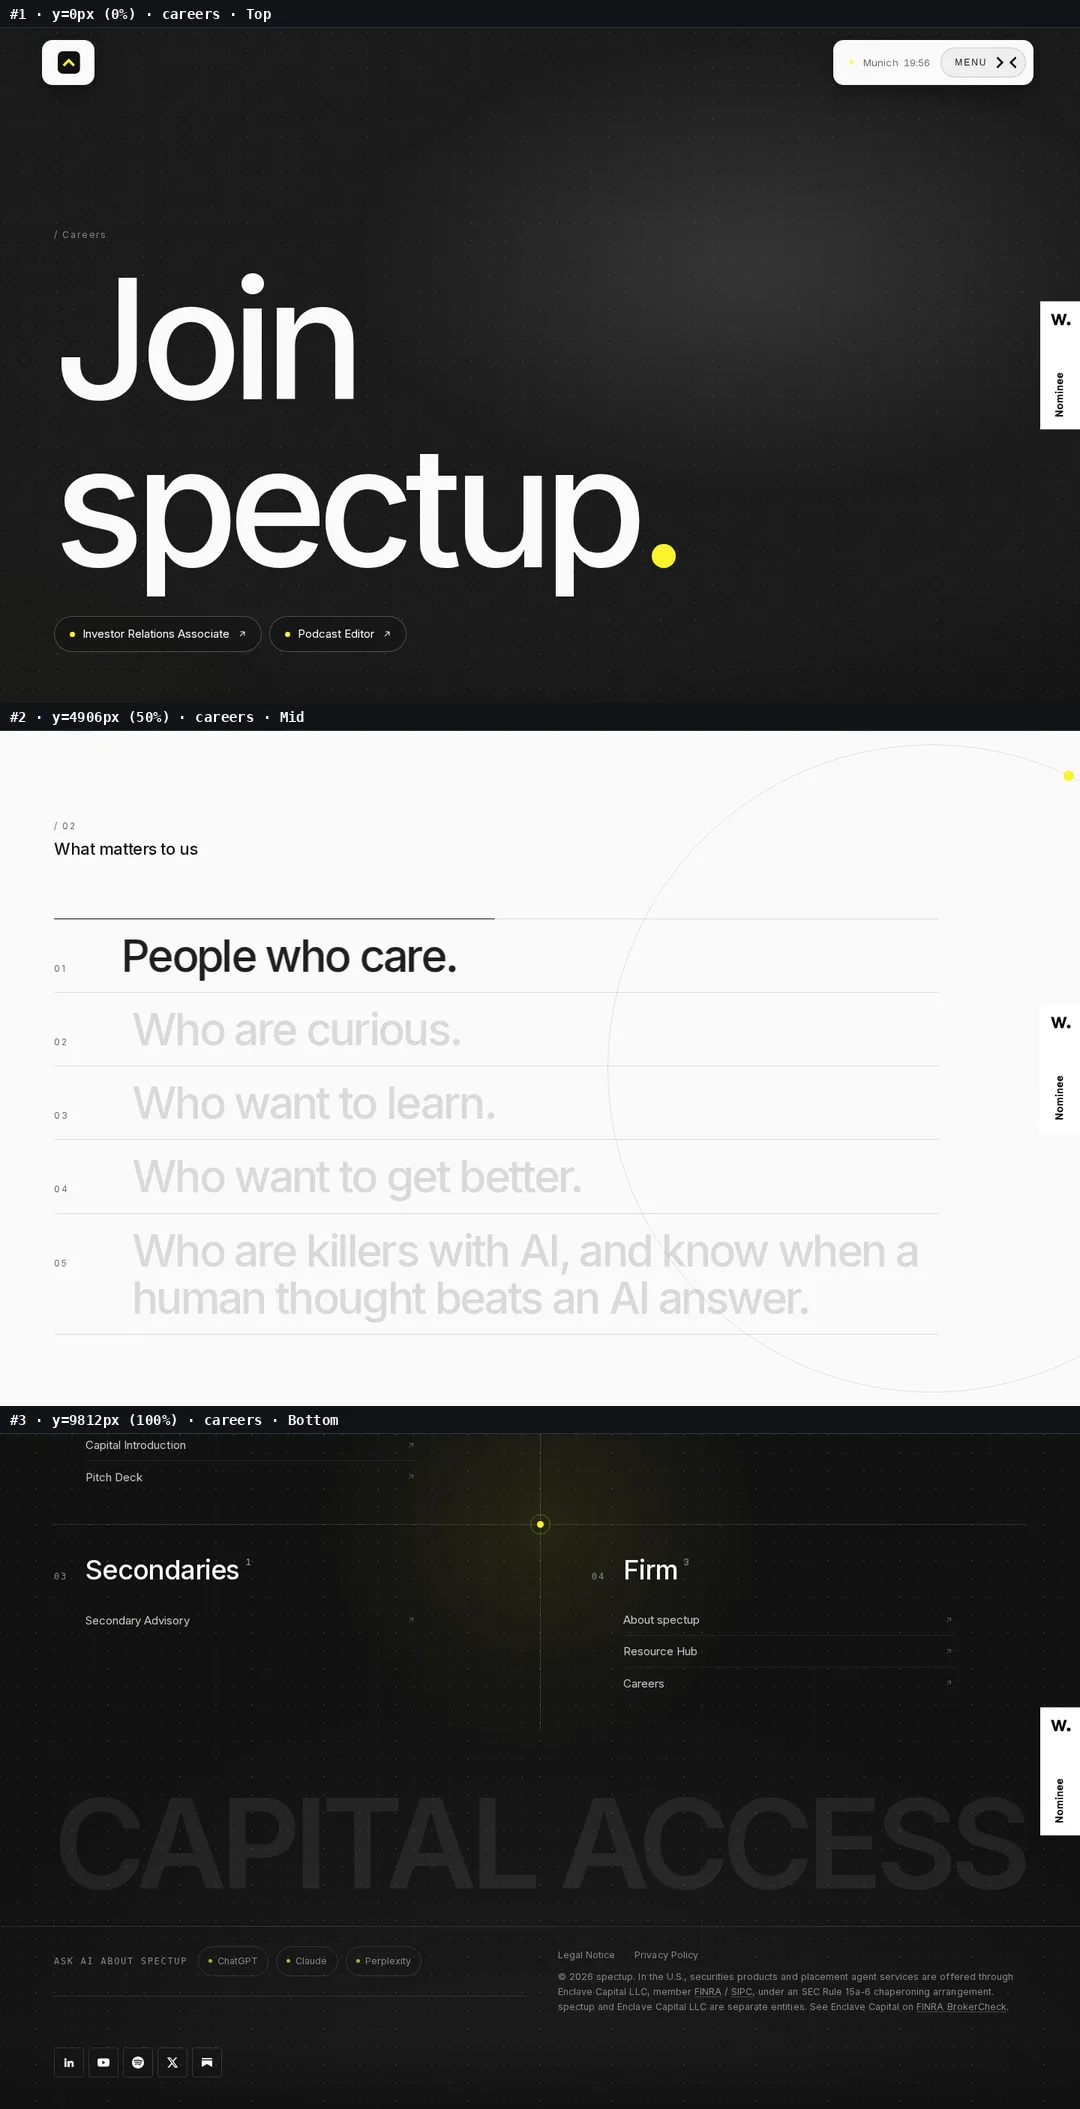 #1 · y=0px (0%) · careers · Top
Munich 19:56 MENU
/ Careers
Join
spectup.
Investor Relations Associate
Podcast Editor
W.
Nominee
#2 · y=4906px (50%) · careers · Mid
/ 02
What matters to us
01 People who care.
02 Who are curious.
03 Who want to learn.
04 Who want to get better.
05 Who are killers with AI, and know when a
human thought beats an AI answer.
W.
Nominee
#3 · y=9812px (100%) · careers · Bottom
Capital Introduction
Pitch Deck
03 Secondaries 1
Secondary Advisory
04 Firm 3
About spectup
Resource Hub
Careers
W.
Nominee
CAPITAL ACCESS
ASK AI ABOUT SPECTUP ChatGPT Claude Perplexity
Legal Notice Privacy Policy
© 2026 spectup. In the U.S., securities products and placement agent services are offered through
Enclave Capital LLC, member FINRA / SIPC, under an SEC Rule 15a-6 chaperoning arrangement.
spectup and Enclave Capital LLC are separate entities. See Enclave Capital on FINRA BrokerCheck.
in
X